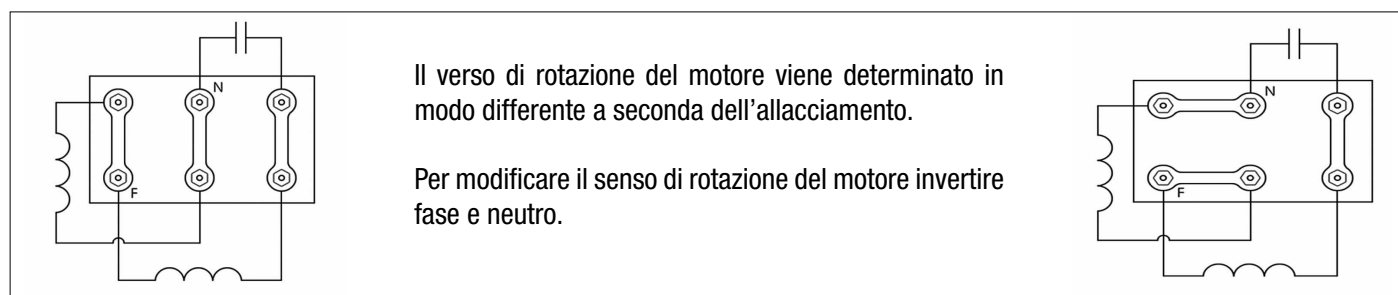 N
F
Il verso di rotazione del motore viene determinato in
modo differente a seconda dell’allacciamento.
Per modificare il senso di rotazione del motore invertire
fase e neutro.
N
F